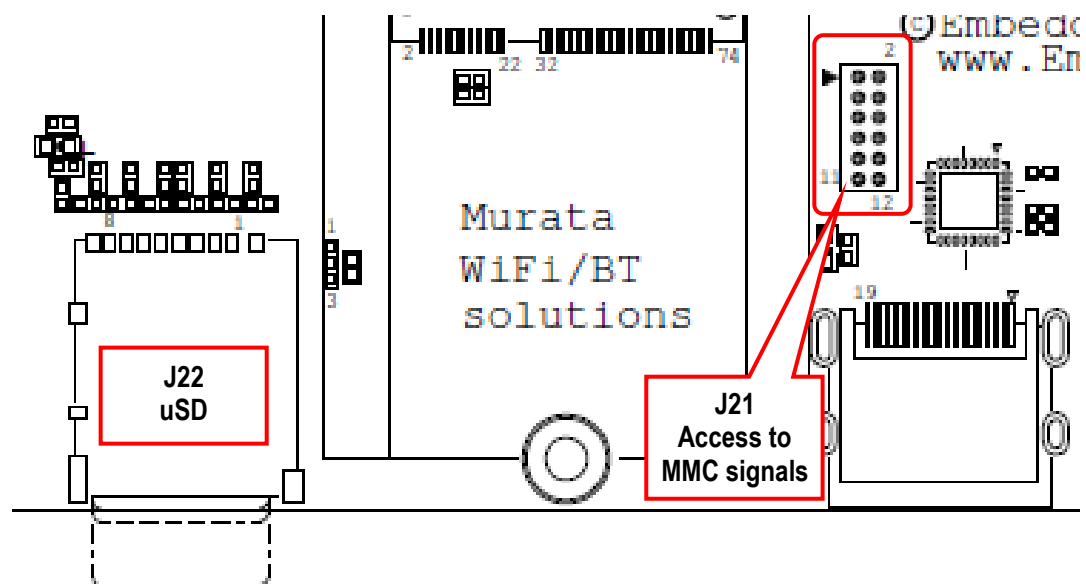 ©Embedd
www.Em
2
2
22
32
74
11
12
8
1
1
3
Murata
WiFi/BT
solutions
19
J22
uSD
J21
Access to
MMC signals